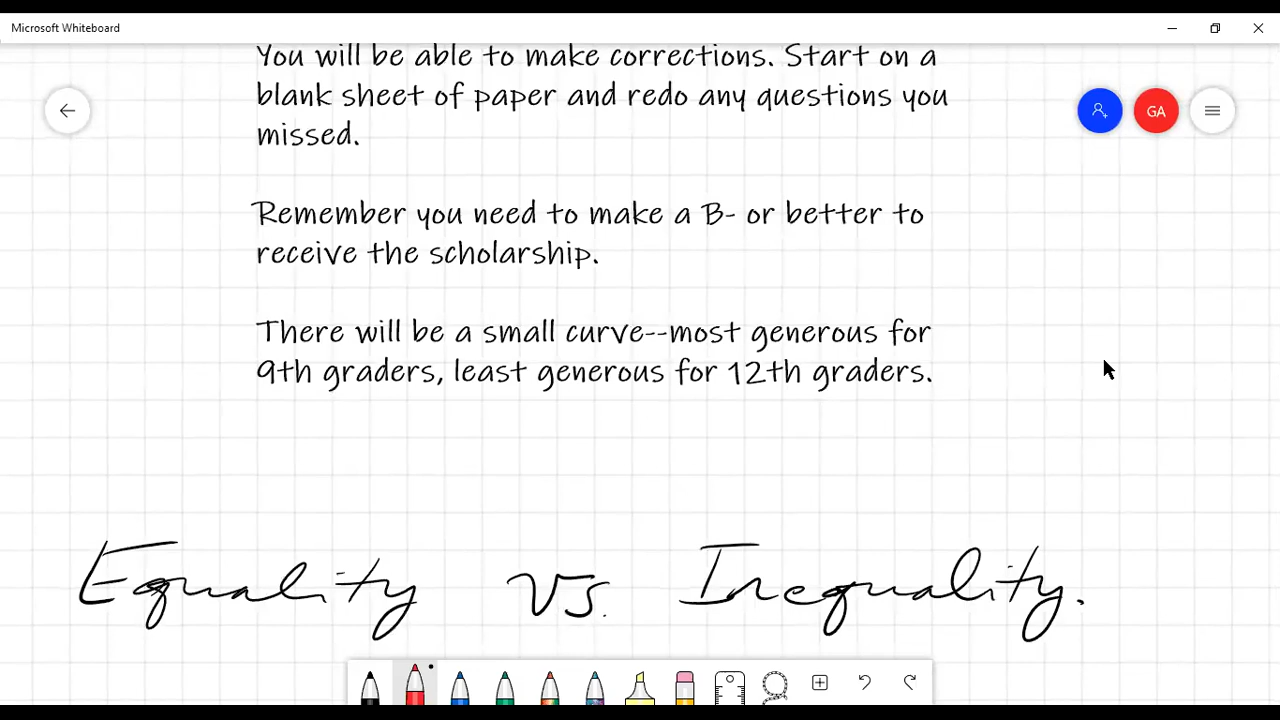 Microsoft Whiteboard
You will be able to make corrections. Start on a
blank sheet of paper and redo any questions you
missed.
GA
Remember you need to make a B- or better to
receive the scholarship.
There will be a small curve--most generous for
9th graders, least generous for 12th graders.
Equality vs. Inequality.